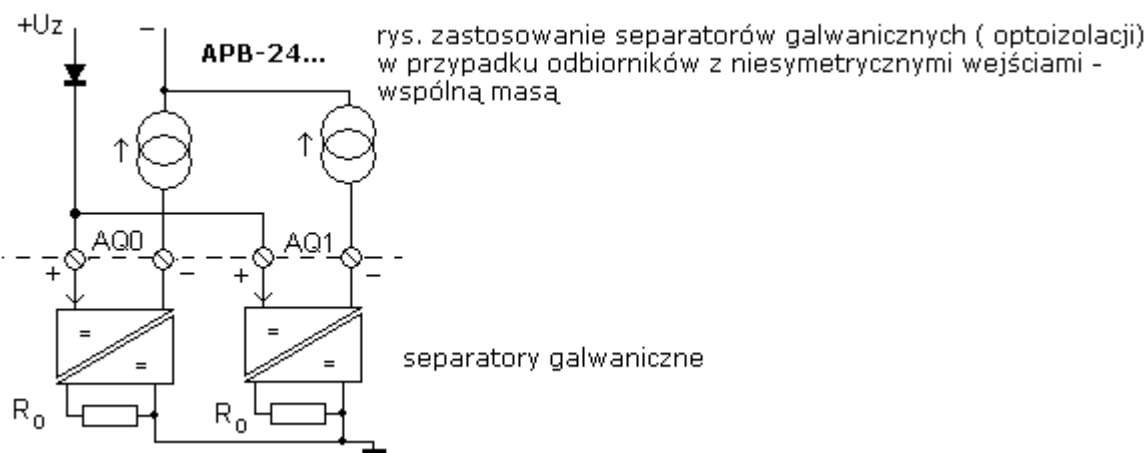 +Uz –
APB-24...
rys. zastosowanie separatorów galwanicznych ( optoizolacji)
w przypadku odbiorników z niesymetrycznymi wejściami -
wspólną masą
AQ0 AQ1
+ – + –
= =
= =
separatory galwaniczne
R0 R0